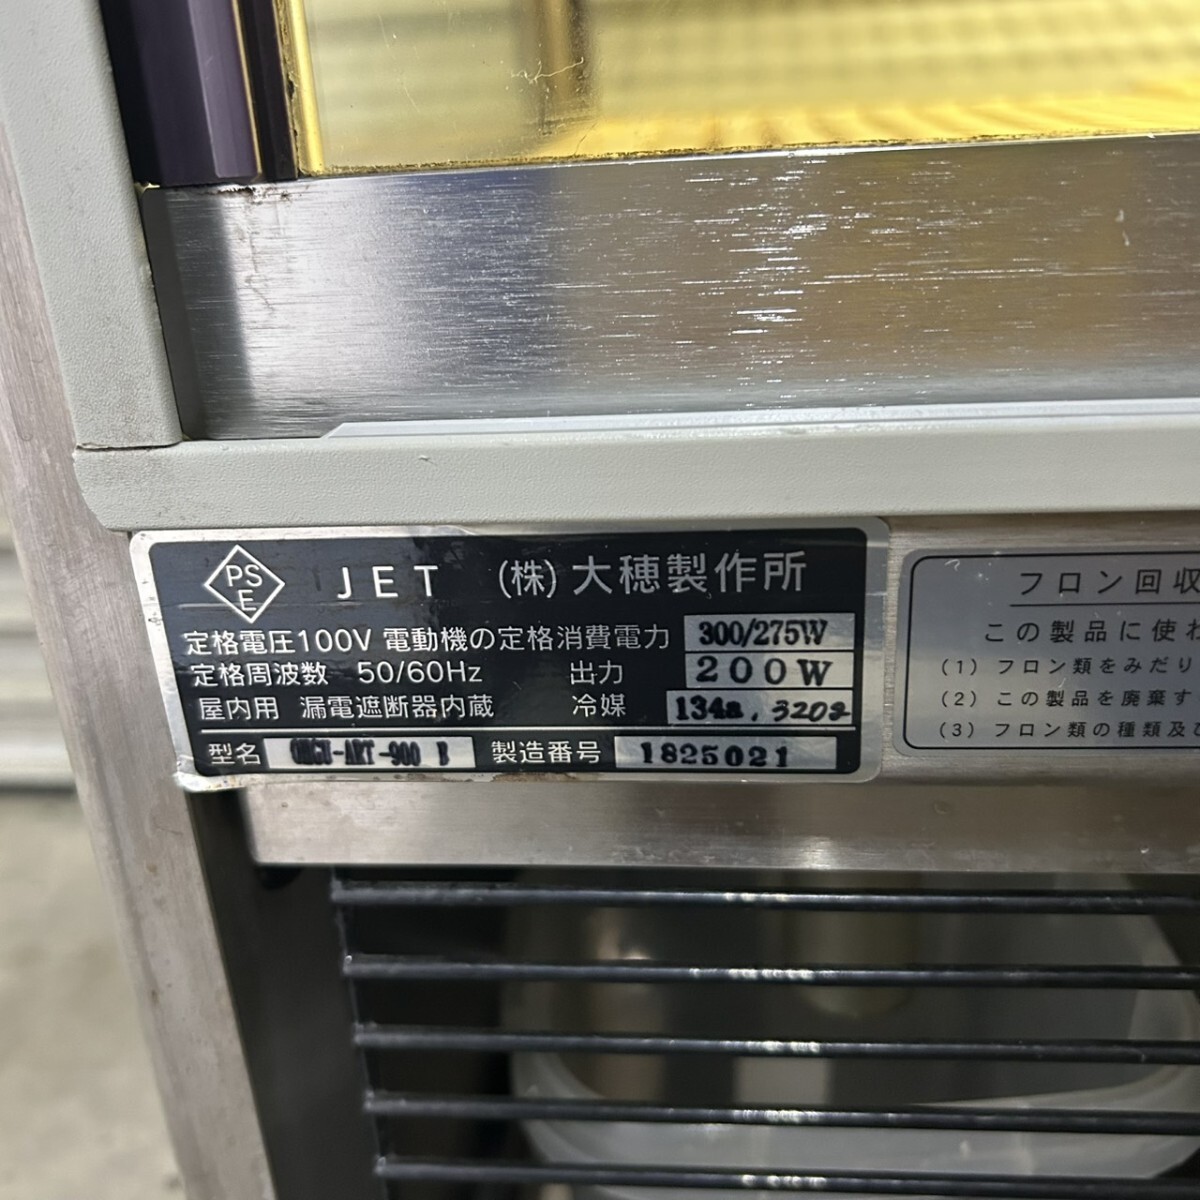 PSE JET (株)大穂製作所
定格電圧100V 電動機の定格消費電力 300/275W
定格周波数 50/60Hz 出力 200W
屋内用 漏電遮断器内蔵 冷媒 134a, 320g
型名 OHGU-ART-900 B 製造番号 1825021
フロン回収
この製品に使わ
(1) フロン類をみだり
(2) この製品を廃棄す
(3) フロン類の種類及び